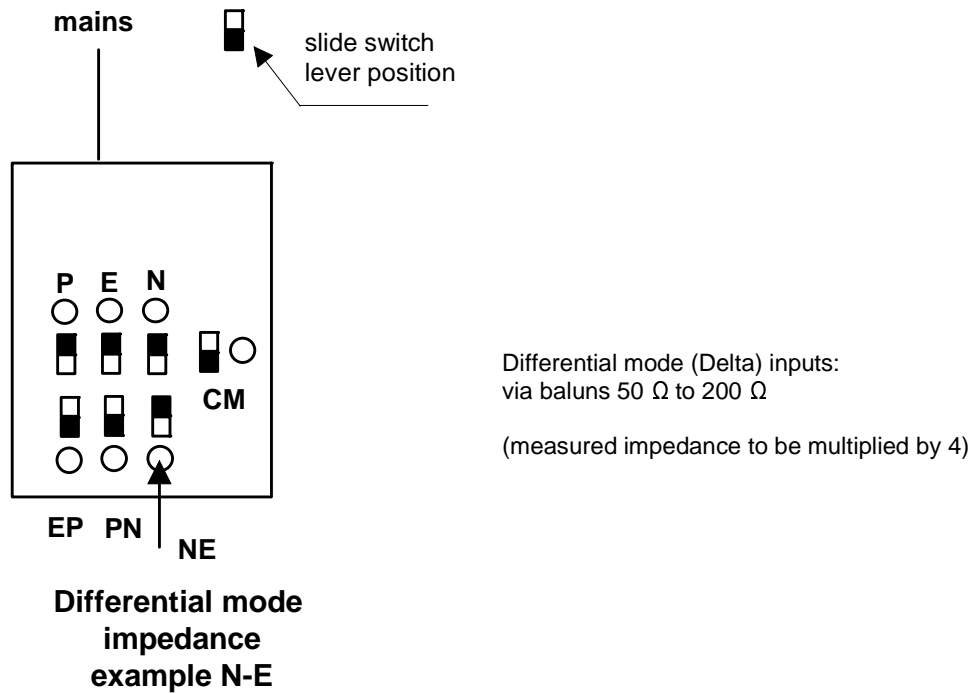 mains
slide switch
lever position
P E N
CM
Differential mode (Delta) inputs:
via baluns 50 Ω to 200 Ω
(measured impedance to be multiplied by 4)
EP PN
NE
Differential mode
impedance
example N-E